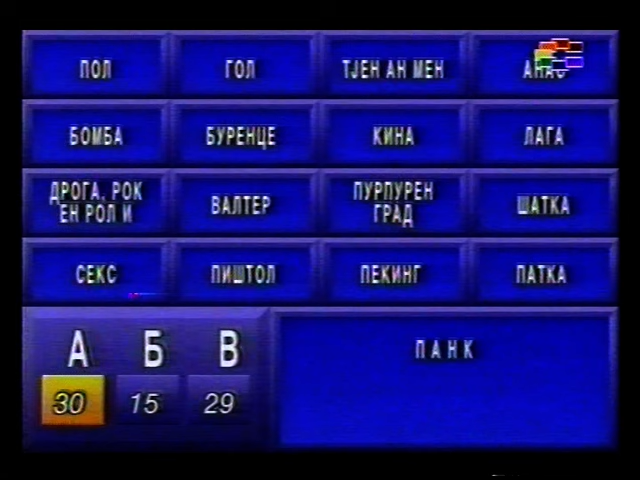 ПОЛ
ГОЛ
ТЈЕН АН МЕН
БОМБА
БУРЕНЦЕ
КИНА
ЛАГА
ДРОГА, РОК
ЕН РОЛ И
ВАЛТЕР
ПУРПУРЕН
ГРАД
ШАТКА
СЕКС
ПИШТОЛ
ПЕКИНГ
ПАТКА
А Б В
30 15 29
ПАНК